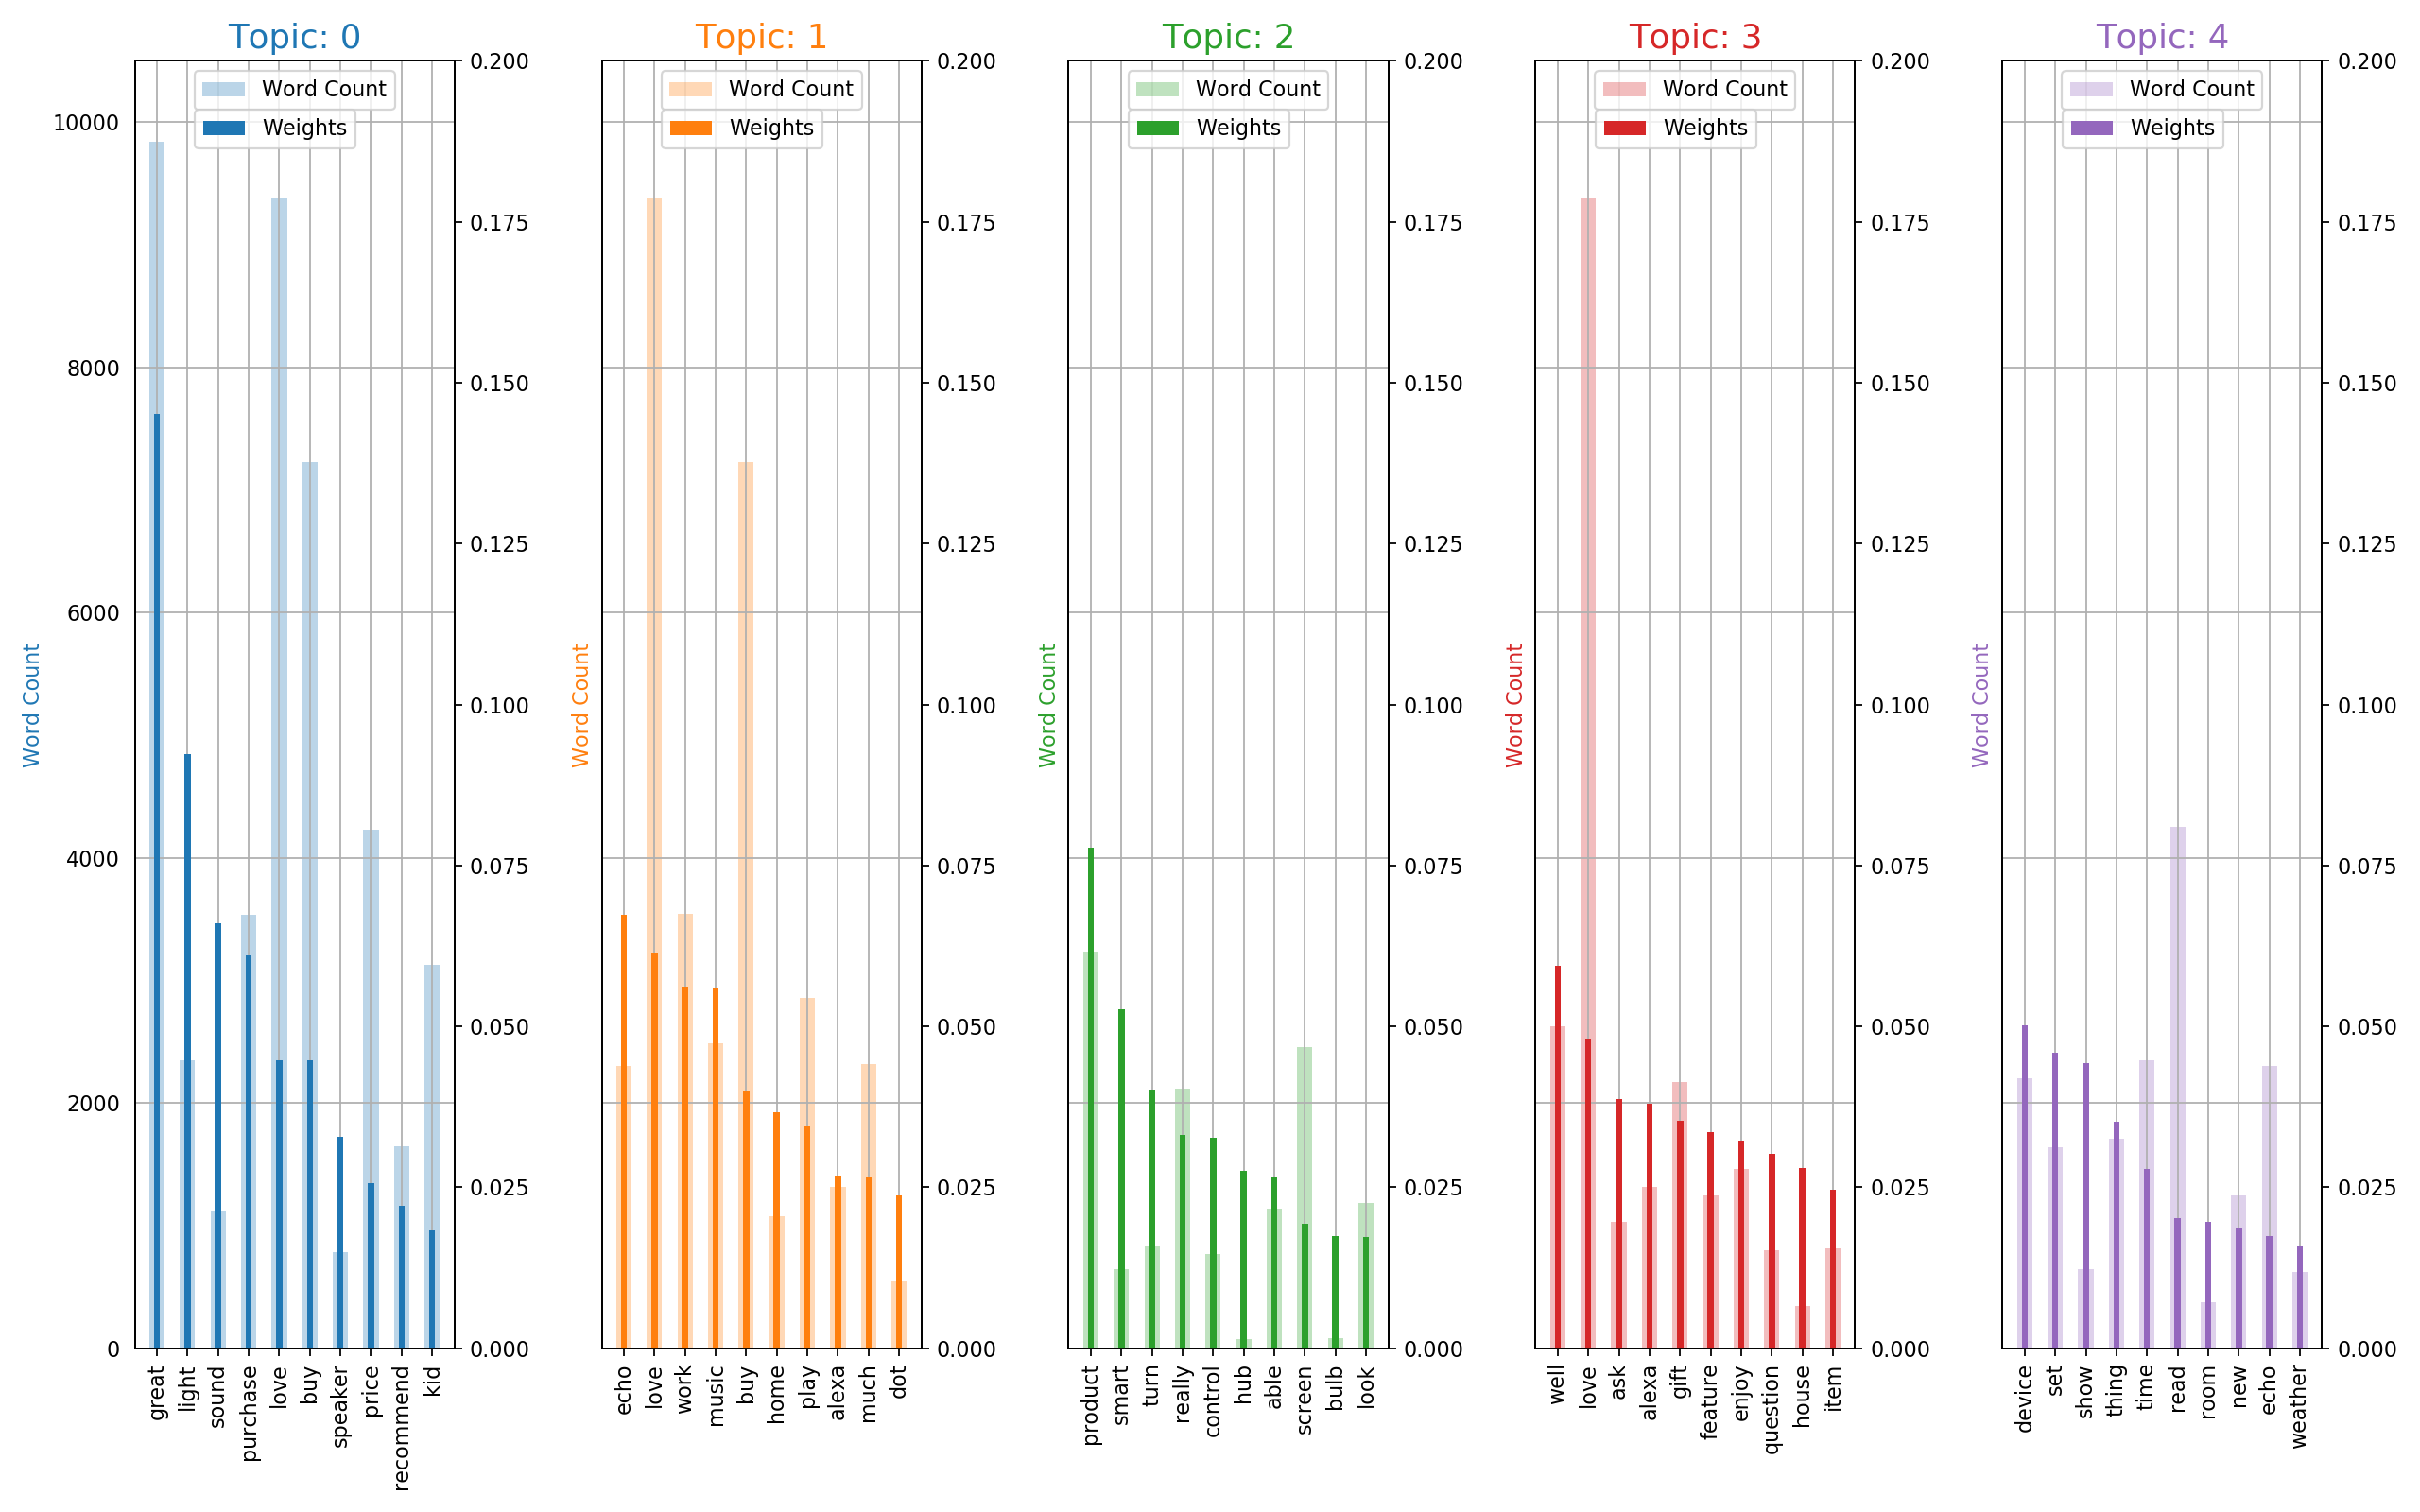 Topic: 0
Word Count
Weights
Word Count
10000
8000
6000
4000
2000
0
0.200
0.175
0.150
0.125
0.100
0.075
0.050
0.025
0.000
great
light
sound
purchase
love
buy
speaker
price
recommend
kid
Topic: 1
Word Count
Weights
Word Count
0.200
0.175
0.150
0.125
0.100
0.075
0.050
0.025
0.000
echo
love
work
music
buy
home
play
alexa
much
dot
Topic: 2
Word Count
Weights
Word Count
0.200
0.175
0.150
0.125
0.100
0.075
0.050
0.025
0.000
product
smart
turn
really
control
hub
able
screen
bulb
look
Topic: 3
Word Count
Weights
Word Count
0.200
0.175
0.150
0.125
0.100
0.075
0.050
0.025
0.000
well
love
ask
alexa
gift
feature
enjoy
question
house
item
Topic: 4
Word Count
Weights
Word Count
0.200
0.175
0.150
0.125
0.100
0.075
0.050
0.025
0.000
device
set
show
thing
time
read
room
new
echo
weather